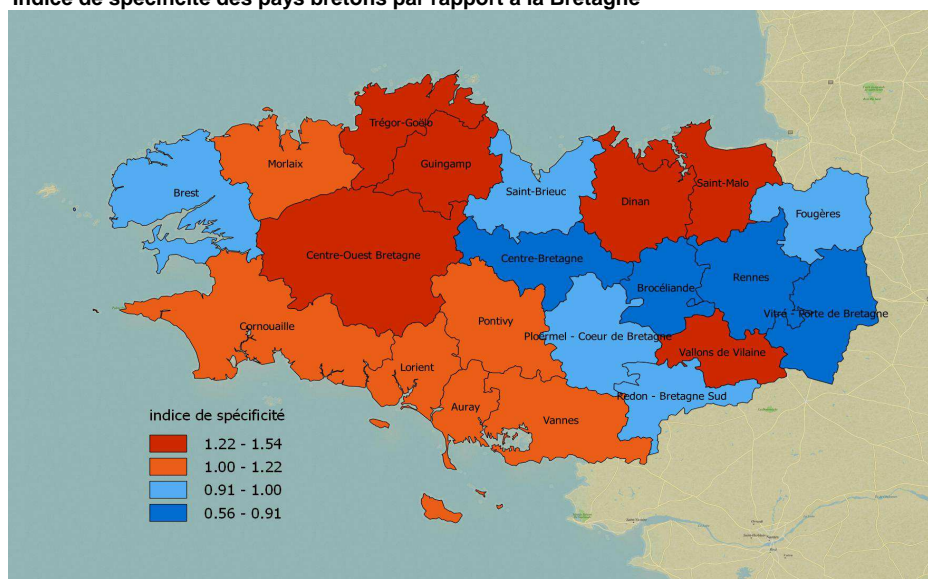 Indice de spécificité des pays bretons par rapport à la Bretagne
Trégor-Goëlo
Morlaix
Guingamp
Brest
Saint-Brieuc
Dinan
Saint-Malo
Fougères
Centre-Ouest Bretagne
Centre-Bretagne
Brocéliande
Rennes
Vitré - Porte de Bretagne
Cornouaille
Pontivy
Ploërmel - Coeur de Bretagne
Vallons de Vilaine
Lorient
Redon - Bretagne Sud
Auray
Vannes
indice de spécificité
1.22 - 1.54
1.00 - 1.22
0.91 - 1.00
0.56 - 0.91